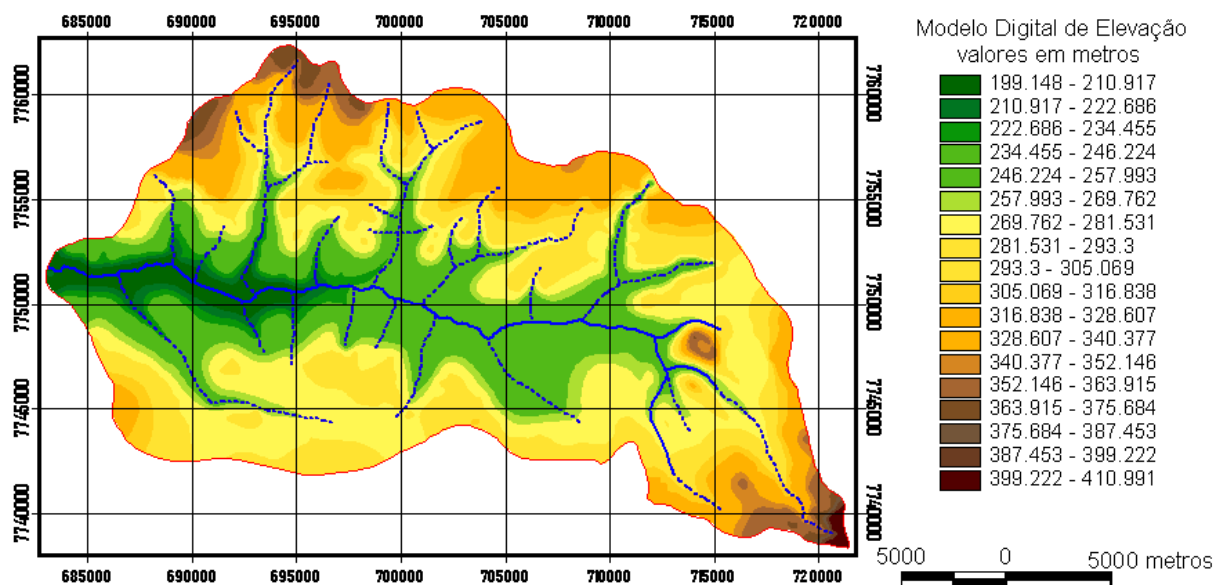 685000 690000 695000 700000 705000 710000 715000 720000
7760000 7760000
7755000 7755000
7750000 7750000
7745000 7745000
7740000 7740000
685000 690000 695000 700000 705000 710000 715000 720000
Modelo Digital de Elevação
valores em metros
199.148 - 210.917
210.917 - 222.686
222.686 - 234.455
234.455 - 246.224
246.224 - 257.993
257.993 - 269.762
269.762 - 281.531
281.531 - 293.3
293.3 - 305.069
305.069 - 316.838
316.838 - 328.607
328.607 - 340.377
340.377 - 352.146
352.146 - 363.915
363.915 - 375.684
375.684 - 387.453
387.453 - 399.222
399.222 - 410.991
5000 0 5000 metros